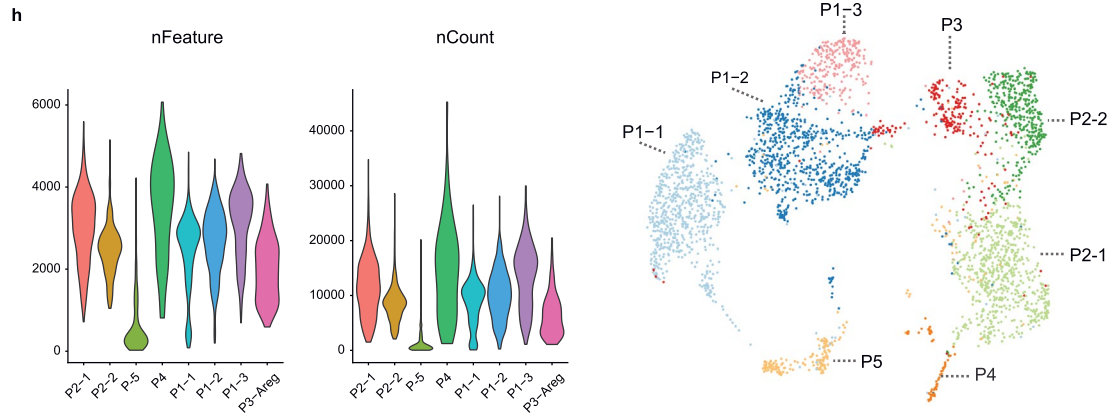 h
nFeature
6000
4000
2000
0
P2-1
P2-2
P-5
P4
P1-1
P1-2
P1-3
P3-Areg
nCount
40000
30000
20000
10000
0
P2-1
P2-2
P-5
P4
P1-1
P1-2
P1-3
P3-Areg
P1-3
P3
P1-2
P2-2
P1-1
P2-1
P5
P4